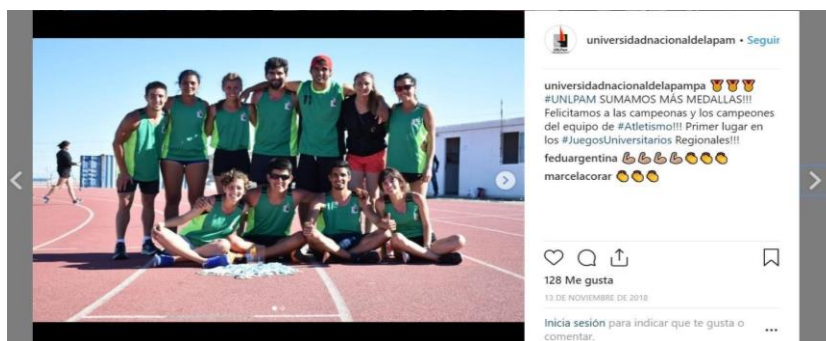 universidadnacionaldelapam • Seguir
universidadnacionaldelapampa
#UNLPAM SUMAMOS MÁS MEDALLAS!!!
Felicitamos a las campeonas y los campeones
del equipo de #Atletismo!!! Primer lugar en
los #JuegosUniversitarios Regionales!!!
feduargentina
marcelacorar
128 Me gusta
13 DE NOVIEMBRE DE 2018
Inicia sesión para indicar que te gusta o
comentar.